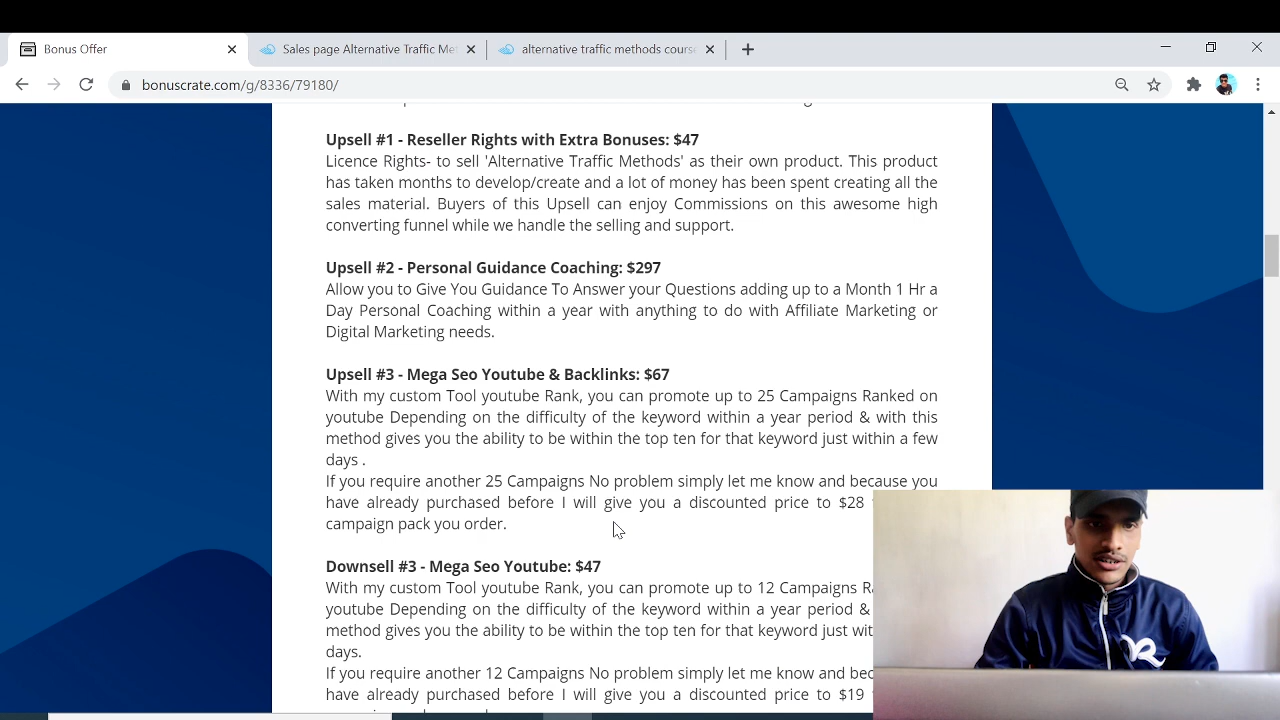 Bonus Offer
Sales page Alternative Traffic Met
alternative traffic methods course
bonuscrate.com/g/8336/79180/
Upsell #1 - Reseller Rights with Extra Bonuses: $47
Licence Rights- to sell 'Alternative Traffic Methods' as their own product. This product
has taken months to develop/create and a lot of money has been spent creating all the
sales material. Buyers of this Upsell can enjoy Commissions on this awesome high
converting funnel while we handle the selling and support.
Upsell #2 - Personal Guidance Coaching: $297
Allow you to Give You Guidance To Answer your Questions adding up to a Month 1 Hr a
Day Personal Coaching within a year with anything to do with Affiliate Marketing or
Digital Marketing needs.
Upsell #3 - Mega Seo Youtube & Backlinks: $67
With my custom Tool youtube Rank, you can promote up to 25 Campaigns Ranked on
youtube Depending on the difficulty of the keyword within a year period & with this
method gives you the ability to be within the top ten for that keyword just within a few
days .
If you require another 25 Campaigns No problem simply let me know and because you
have already purchased before I will give you a discounted price to $28
campaign pack you order.
Downsell #3 - Mega Seo Youtube: $47
With my custom Tool youtube Rank, you can promote up to 12 Campaigns
youtube Depending on the difficulty of the keyword within a year period &
method gives you the ability to be within the top ten for that keyword just
days.
If you require another 12 Campaigns No problem simply let me know and
have already purchased before I will give you a discounted price to $19